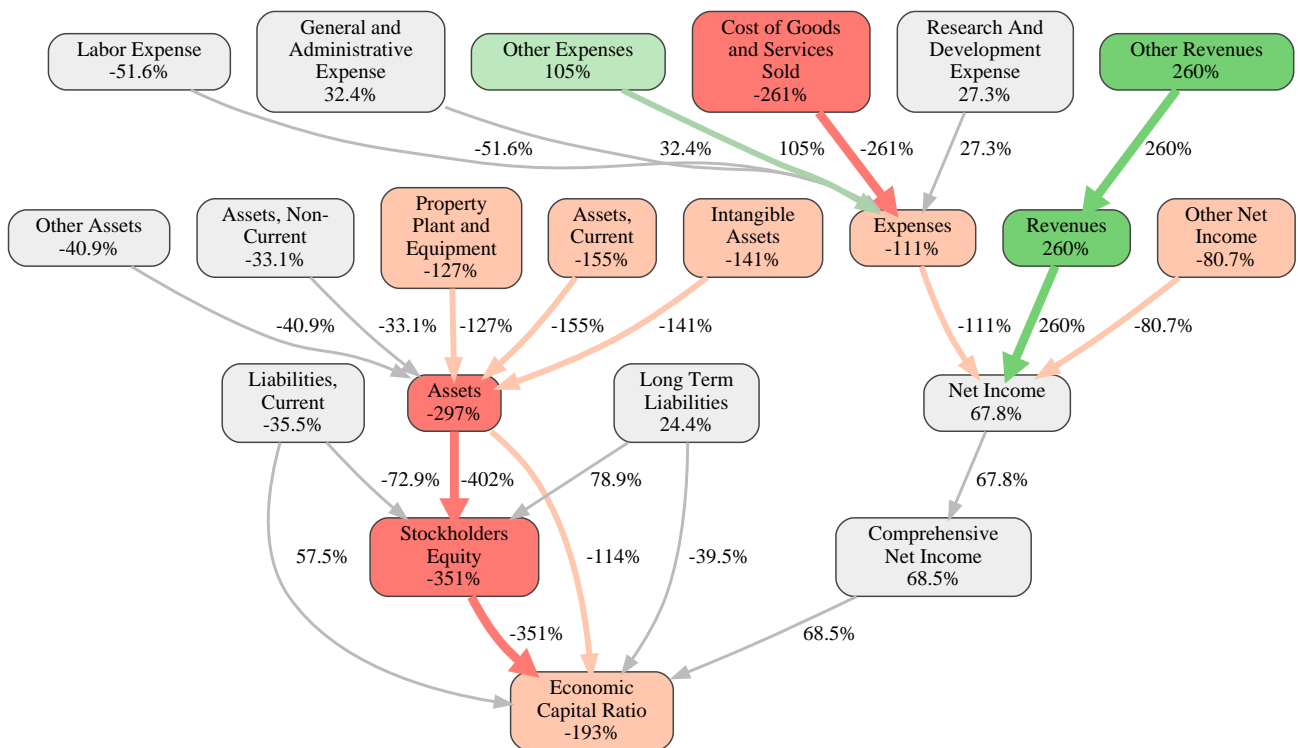 Labor Expense
-51.6%
General and
Administrative
Expense
32.4%
Other Expenses
105%
Cost of Goods
and Services
Sold
-261%
Research And
Development
Expense
27.3%
Other Revenues
260%
-51.6%
32.4%
105%
-261%
27.3%
260%
Other Assets
-40.9%
Assets, Non-
Current
-33.1%
Property
Plant and
Equipment
-127%
Assets,
Current
-155%
Intangible
Assets
-141%
Expenses
-111%
Revenues
260%
Other Net
Income
-80.7%
-40.9%
-33.1%
-127%
-155%
-141%
-111%
260%
-80.7%
Liabilities,
Current
-35.5%
Assets
-297%
Long Term
Liabilities
24.4%
Net Income
67.8%
-72.9%
-402%
78.9%
67.8%
Stockholders
Equity
-351%
Comprehensive
Net Income
68.5%
57.5%
-114%
-39.5%
-351%
68.5%
Economic
Capital Ratio
-193%